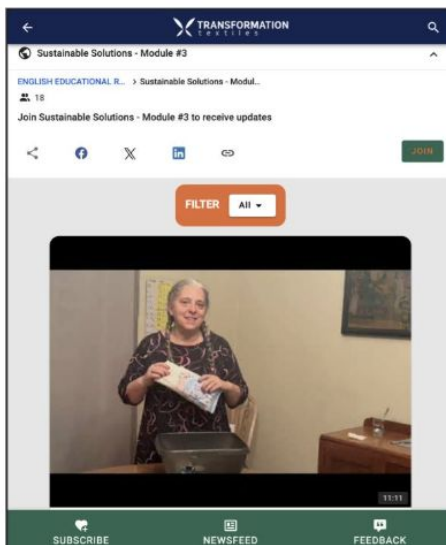 TRANSFORMATION
textiles
Sustainable Solutions - Module #3
ENGLISH EDUCATIONAL R... > Sustainable Solutions - Modul...
18
Join Sustainable Solutions - Module #3 to receive updates
JOIN
FILTER All
11:11
SUBSCRIBE NEWSFEED FEEDBACK